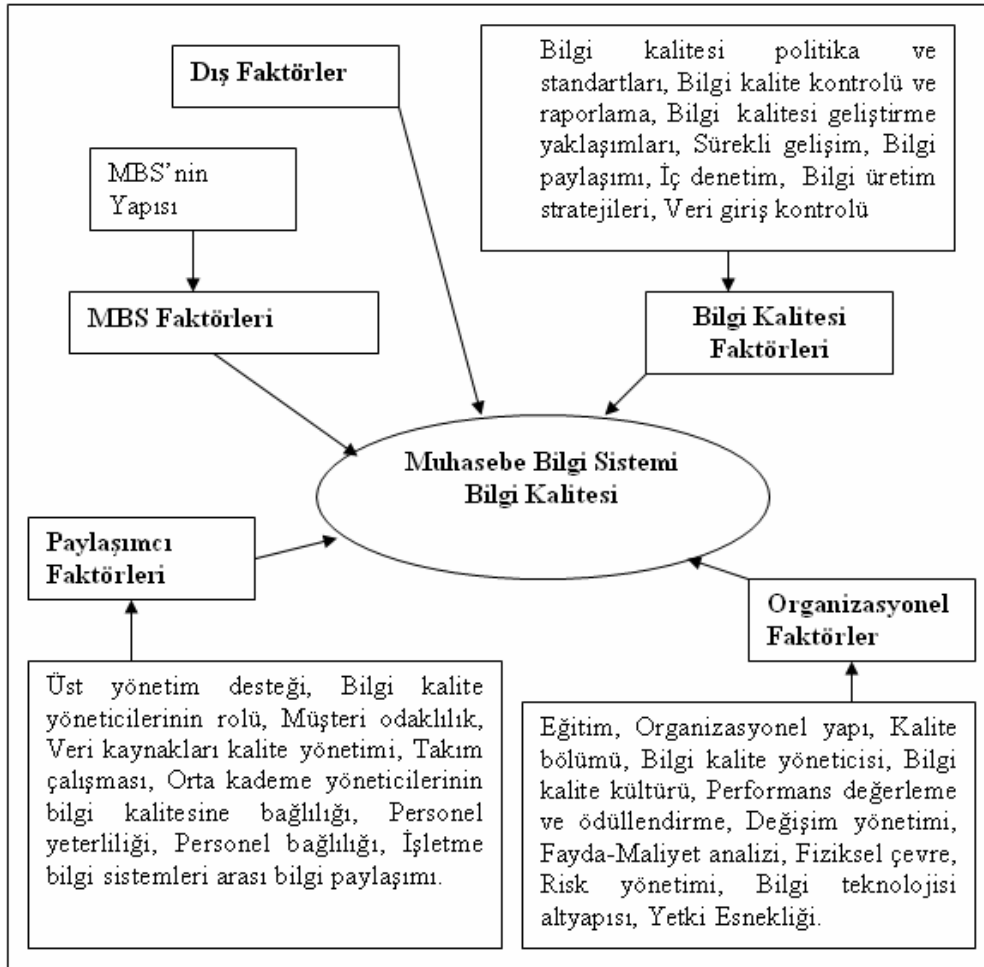 Dış Faktörler
Bilgi kalitesi politika ve
standartları, Bilgi kalite kontrolü ve
raporlama, Bilgi kalitesi geliştirme
yaklaşımları, Sürekli gelişim, Bilgi
paylaşımı, İç denetim, Bilgi üretim
stratejileri, Veri giriş kontrolü
MBS'nin
Yapısı
MBS Faktörleri
Bilgi Kalitesi
Faktörleri
Muhasebe Bilgi Sistemi
Bilgi Kalitesi
Paylaşımcı
Faktörleri
Organizasyonel
Faktörler
Üst yönetim desteği, Bilgi kalite
yöneticilerinin rolü, Müşteri odaklılık,
Veri kaynakları kalite yönetimi, Takım
çalışması, Orta kademe yöneticilerinin
bilgi kalitesine bağlılığı, Personel
yeterliliği, Personel bağlılığı, İşletme
bilgi sistemleri arası bilgi paylaşımı.
Eğitim, Organizasyonel yapı, Kalite
bölümü, Bilgi kalite yöneticisi, Bilgi
kalite kültürü, Performans değerleme
ve ödüllendirme, Değişim yönetimi,
Fayda-Maliyet analizi, Fiziksel çevre,
Risk yönetimi, Bilgi teknolojisi
altyapısı, Yetki Esnekliği.